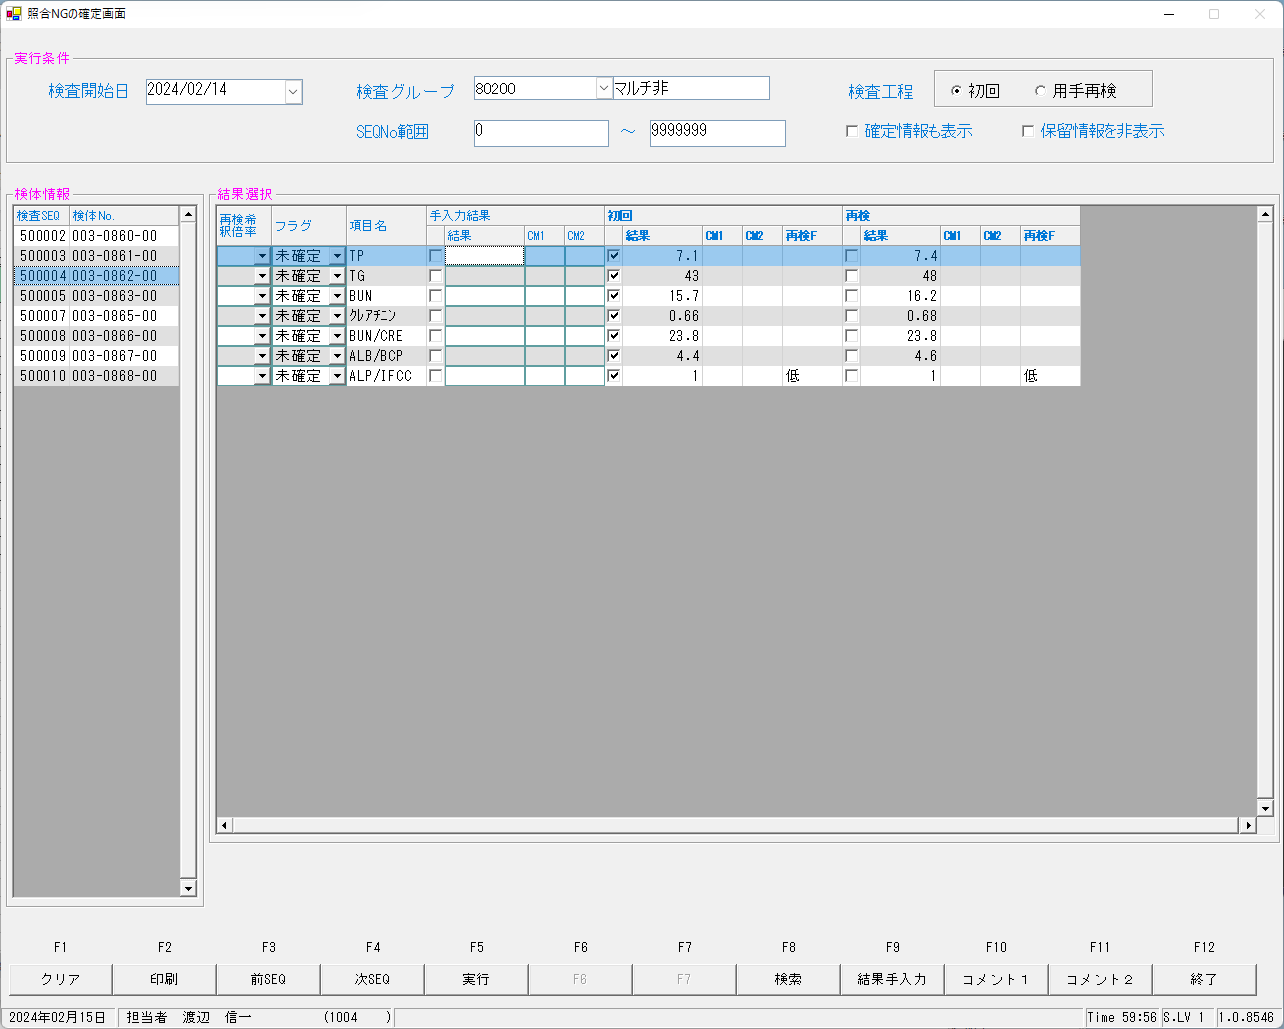 照合NGの確定画面
実行条件
検査開始日 2024/02/14 検査グループ 80200 マルチ非 検査工程 初回 用手再検
SEQNo範囲 0 ～ 9999999 確定情報も表示 保留情報を非表示
検体情報
検査SEQ 検体No.
500002 003-0860-00
500003 003-0861-00
500004 003-0862-00
500005 003-0863-00
500007 003-0865-00
500008 003-0866-00
500009 003-0867-00
500010 003-0868-00
結果選択
再検希釈倍率 フラグ 項目名 手入力結果 初回 再検
結果 CM1 CM2 結果 CM1 CM2 再検F 結果 CM1 CM2 再検F
未確定 TP 7.1 7.4
未確定 TG 43 48
未確定 BUN 15.7 16.2
未確定 ｸﾚｱﾁﾆﾝ 0.66 0.68
未確定 BUN/CRE 23.8 23.8
未確定 ALB/BCP 4.4 4.6
未確定 ALP/IFCC 1 低 1 低
F1 F2 F3 F4 F5 F6 F7 F8 F9 F10 F11 F12
クリア 印刷 前SEQ 次SEQ 実行 F6 F7 検索 結果手入力 コメント１ コメント２ 終了
2024年02月15日 担当者 渡辺 信一 (1004 ) Time 59:56 S.LV 1 1.0.8546